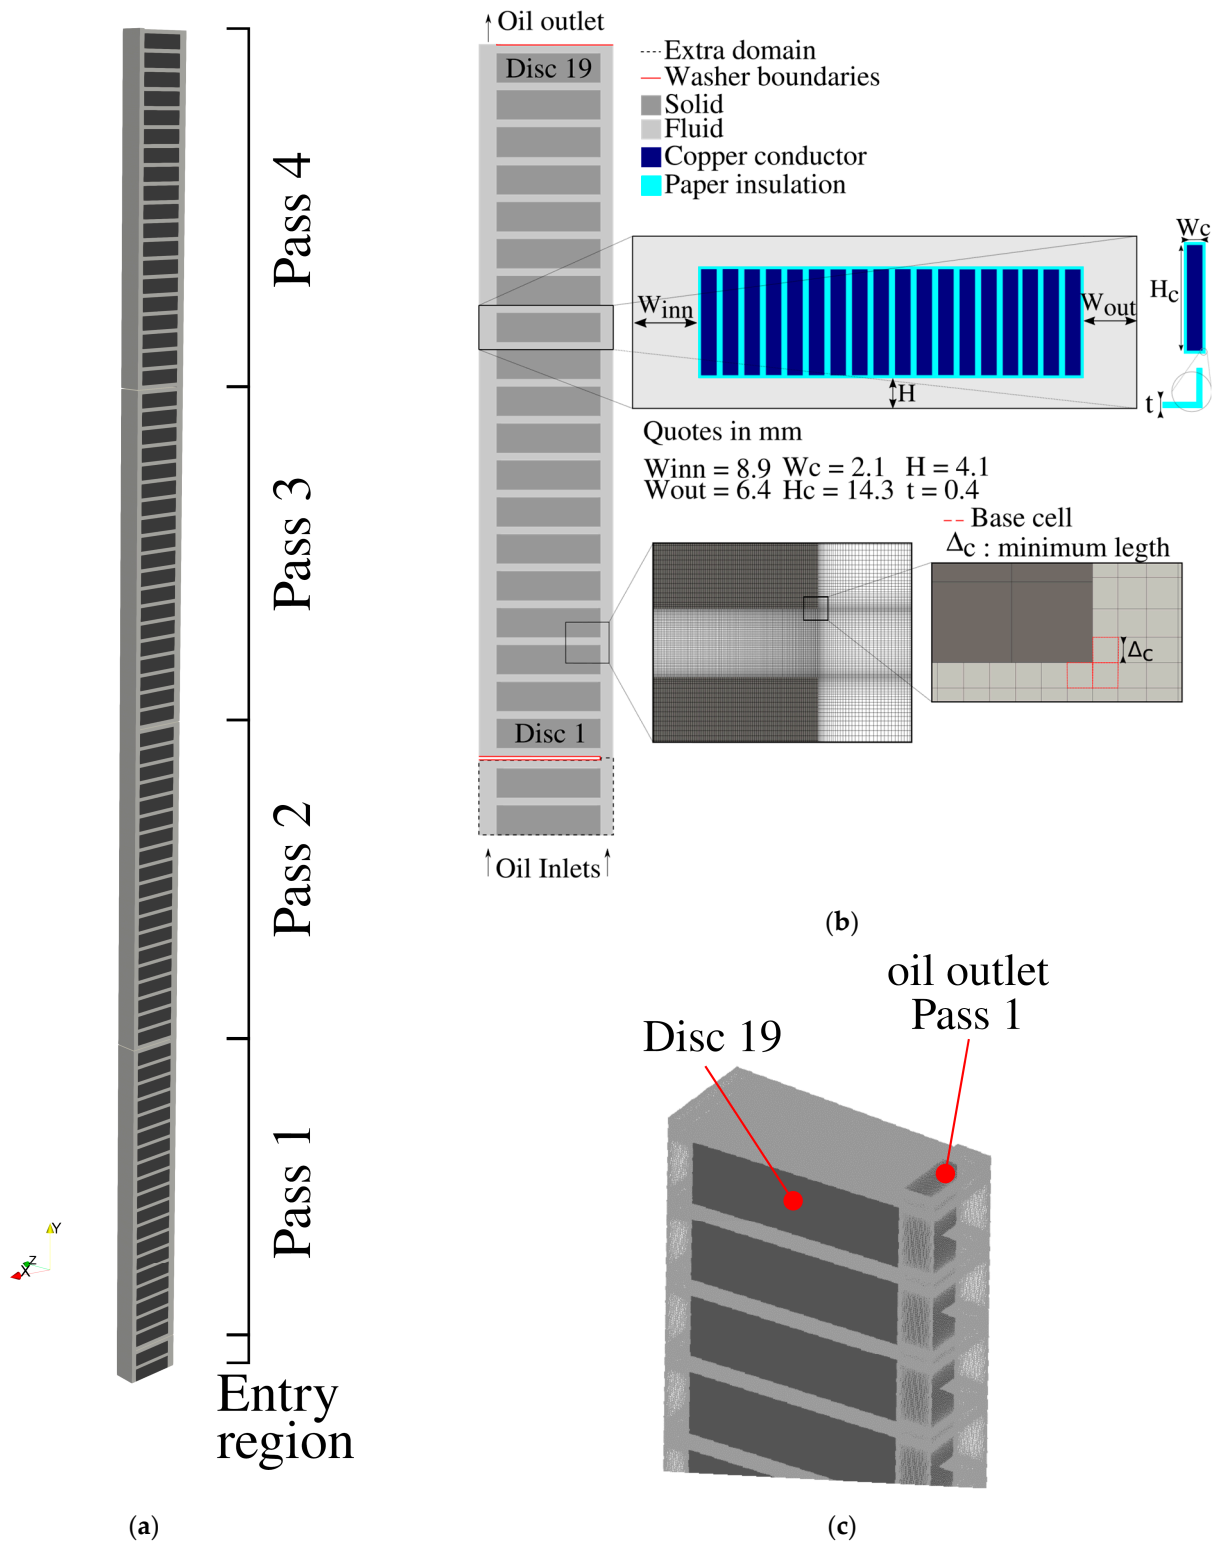 Pass 4
Pass 3
Pass 2
Pass 1
Entry
region
Y
Z
X
(a)
Oil outlet
Disc 19
Disc 1
Oil Inlets
Extra domain
Washer boundaries
Solid
Fluid
Copper conductor
Paper insulation
Winn
Wout
H
Wc
Hc
t
Quotes in mm
Winn = 8.9 Wc = 2.1 H = 4.1
Wout = 6.4 Hc = 14.3 t = 0.4
Base cell
Δc : minimum legth
Δc
(b)
oil outlet
Pass 1
Disc 19
(c)